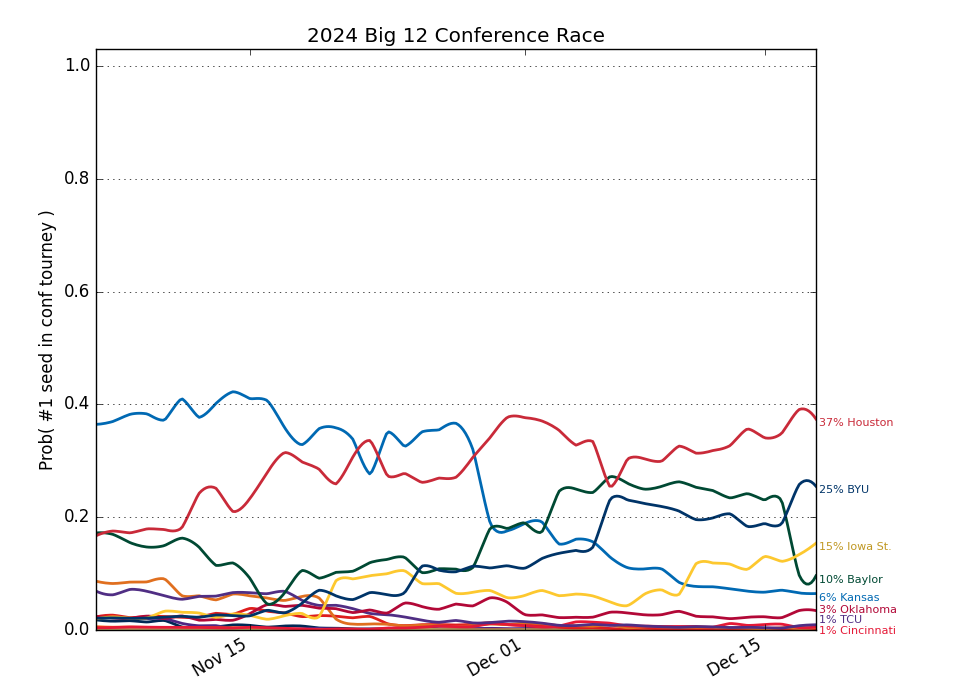 2024 Big 12 Conference Race
Prob( #1 seed in conf tourney )
1.0
0.8
0.6
0.4
0.2
0.0
Nov 15
Dec 01
Dec 15
37% Houston
25% BYU
15% Iowa St.
10% Baylor
6% Kansas
3% Oklahoma
1% TCU
1% Cincinnati